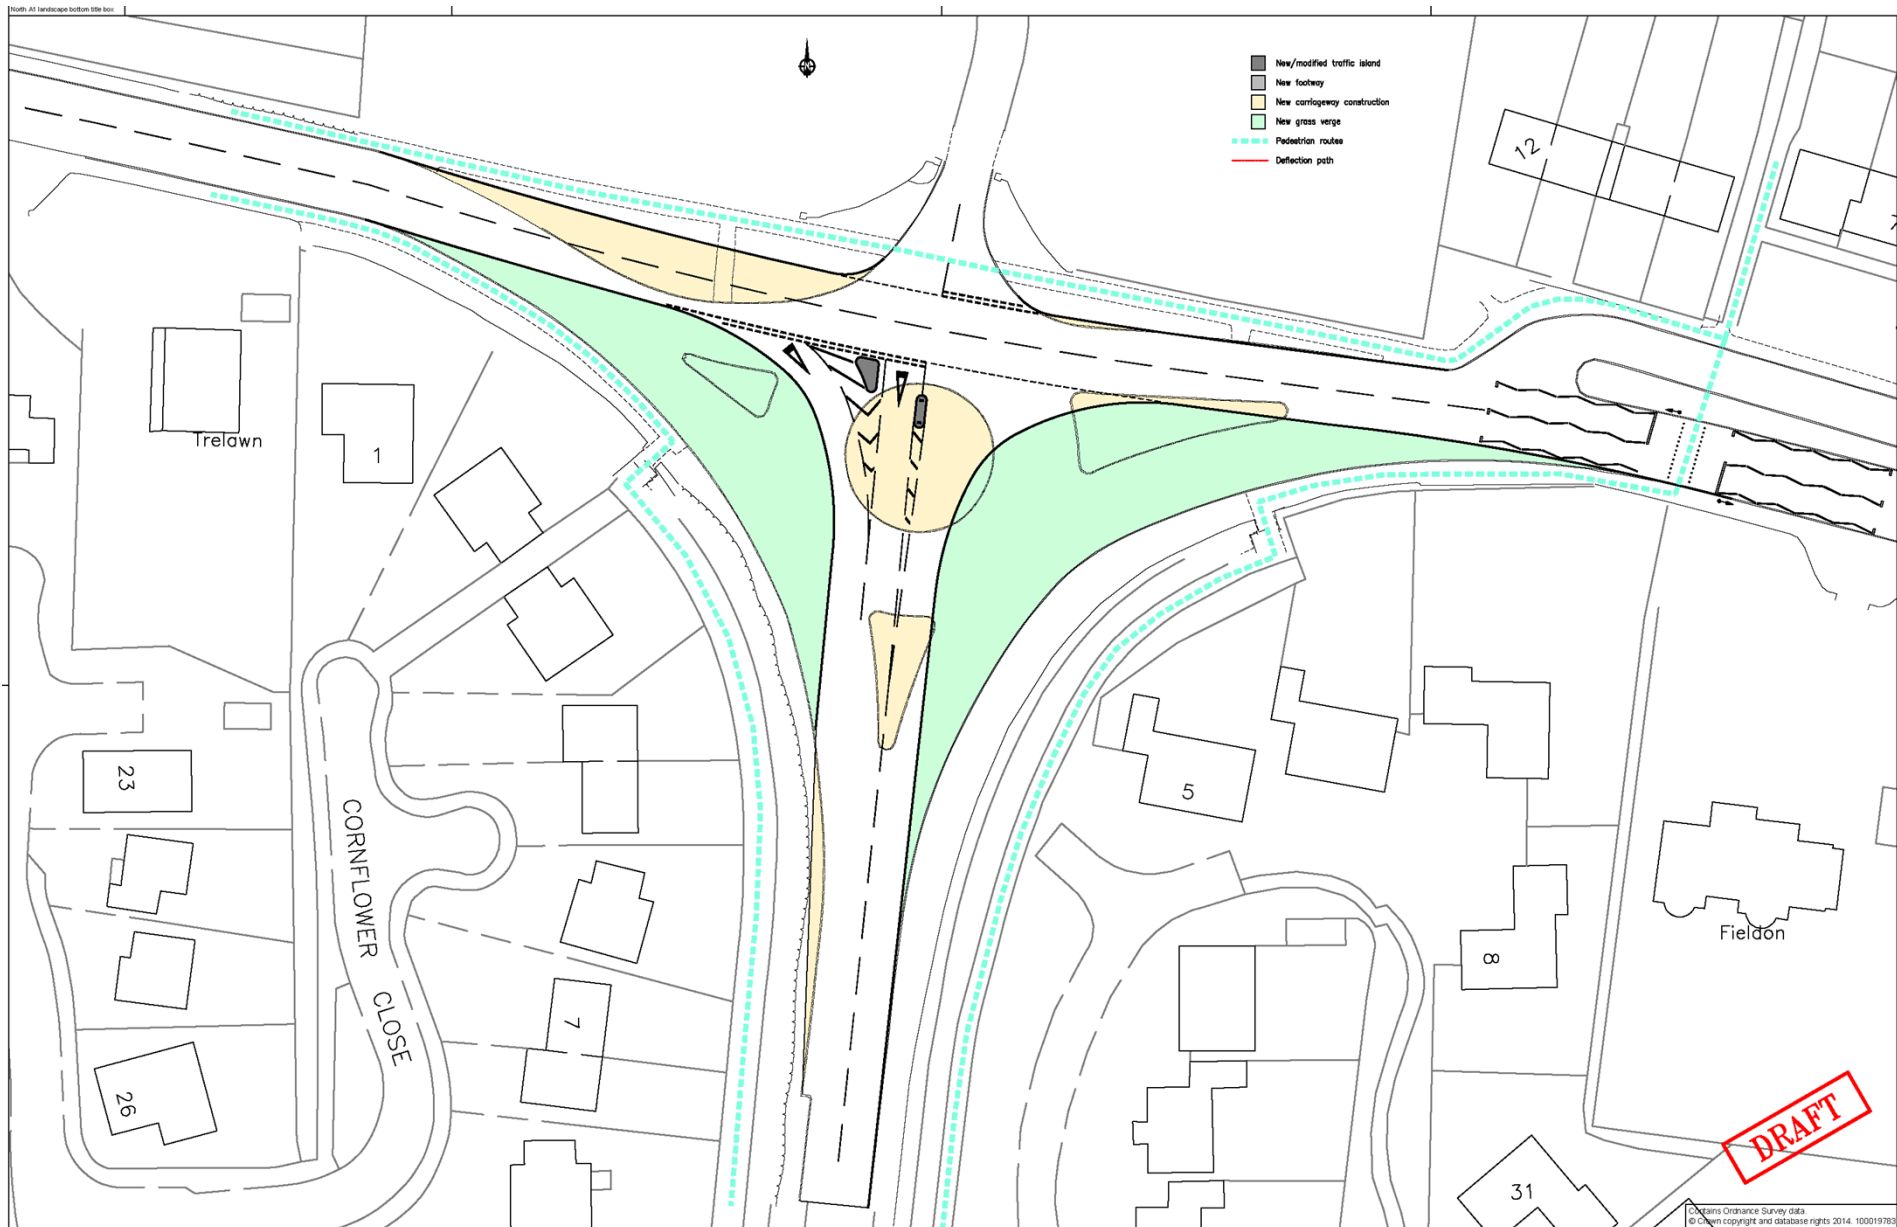 North A1 landscape bottom title box
New/modified traffic island
New footway
New carriageway construction
New grass verge
Pedestrian routes
Deflection path
12
Trelawn
1
23
5
CORNFLOWER CLOSE
Fieldon
8
7
26
31
DRAFT
Contains Ordnance Survey data.
© Crown copyright and database rights 2014.